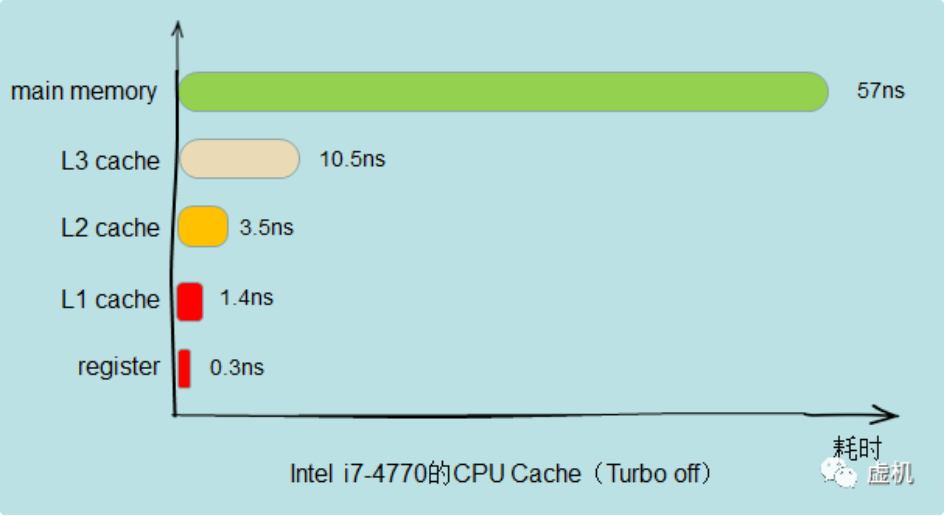 main memory 57ns
L3 cache 10.5ns
L2 cache 3.5ns
L1 cache 1.4ns
register 0.3ns
耗时
Intel i7-4770的CPU Cache（Turbo off）
虚机